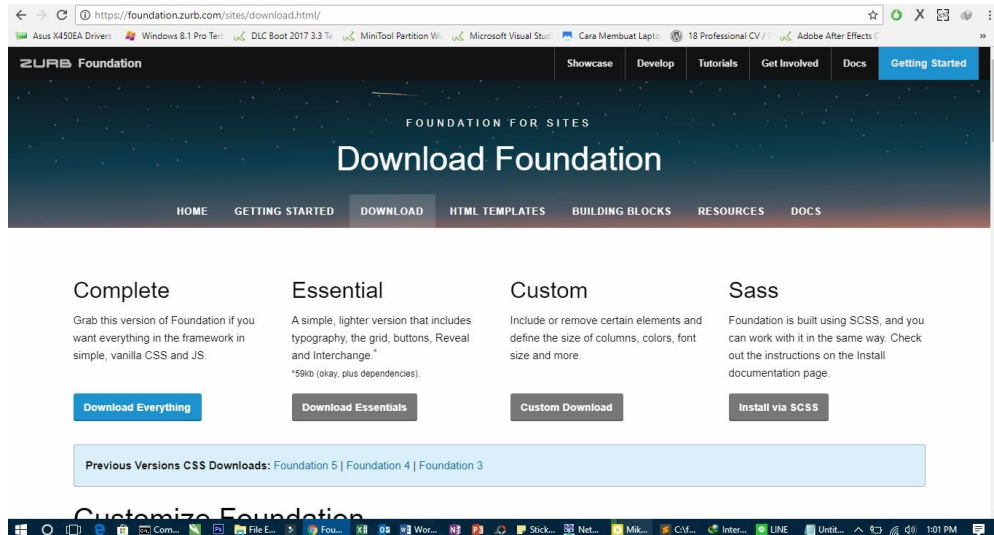 https://foundation.zurb.com/sites/download.html/
Asus X450EA Drivers Windows 8.1 Pro Ter DLC Boot 2017 3.3 Te MiniTool Partition Wi Microsoft Visual Stud Cara Membuat Lapto 18 Professional CV / Adobe After Effects C »
ZURB Foundation Showcase Develop Tutorials Get Involved Docs Getting Started
FOUNDATION FOR SITES
Download Foundation
HOME GETTING STARTED DOWNLOAD HTML TEMPLATES BUILDING BLOCKS RESOURCES DOCS
Complete
Grab this version of Foundation if you
want everything in the framework in
simple, vanilla CSS and JS.
Download Everything
Essential
A simple, lighter version that includes
typography, the grid, buttons, Reveal
and Interchange.*
*59kb (okay, plus dependencies).
Download Essentials
Custom
Include or remove certain elements and
define the size of columns, colors, font
size and more.
Custom Download
Sass
Foundation is built using SCSS, and you
can work with it in the same way. Check
out the instructions on the Install
documentation page.
Install via SCSS
Previous Versions CSS Downloads: Foundation 5 | Foundation 4 | Foundation 3
Customize Foundation
Com... File E... Fou... Wor... Stick... Net... Mik... C:\f... Inter... LINE Untit... 1:01 PM